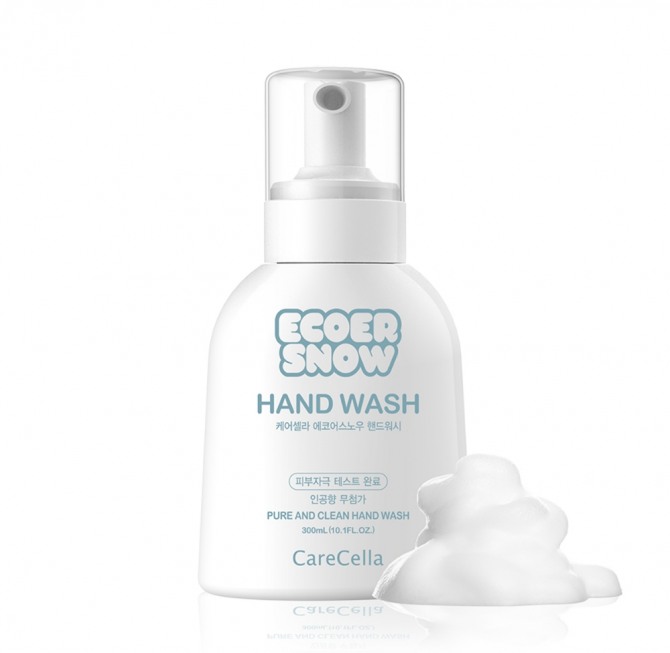 ECOER
SNOW
HAND WASH
케어셀라 에코어스노우 핸드워시
피부자극 테스트 완료
인공향 무첨가
PURE AND CLEAN HAND WASH
300mL(10.1FL.OZ.)
CareCella